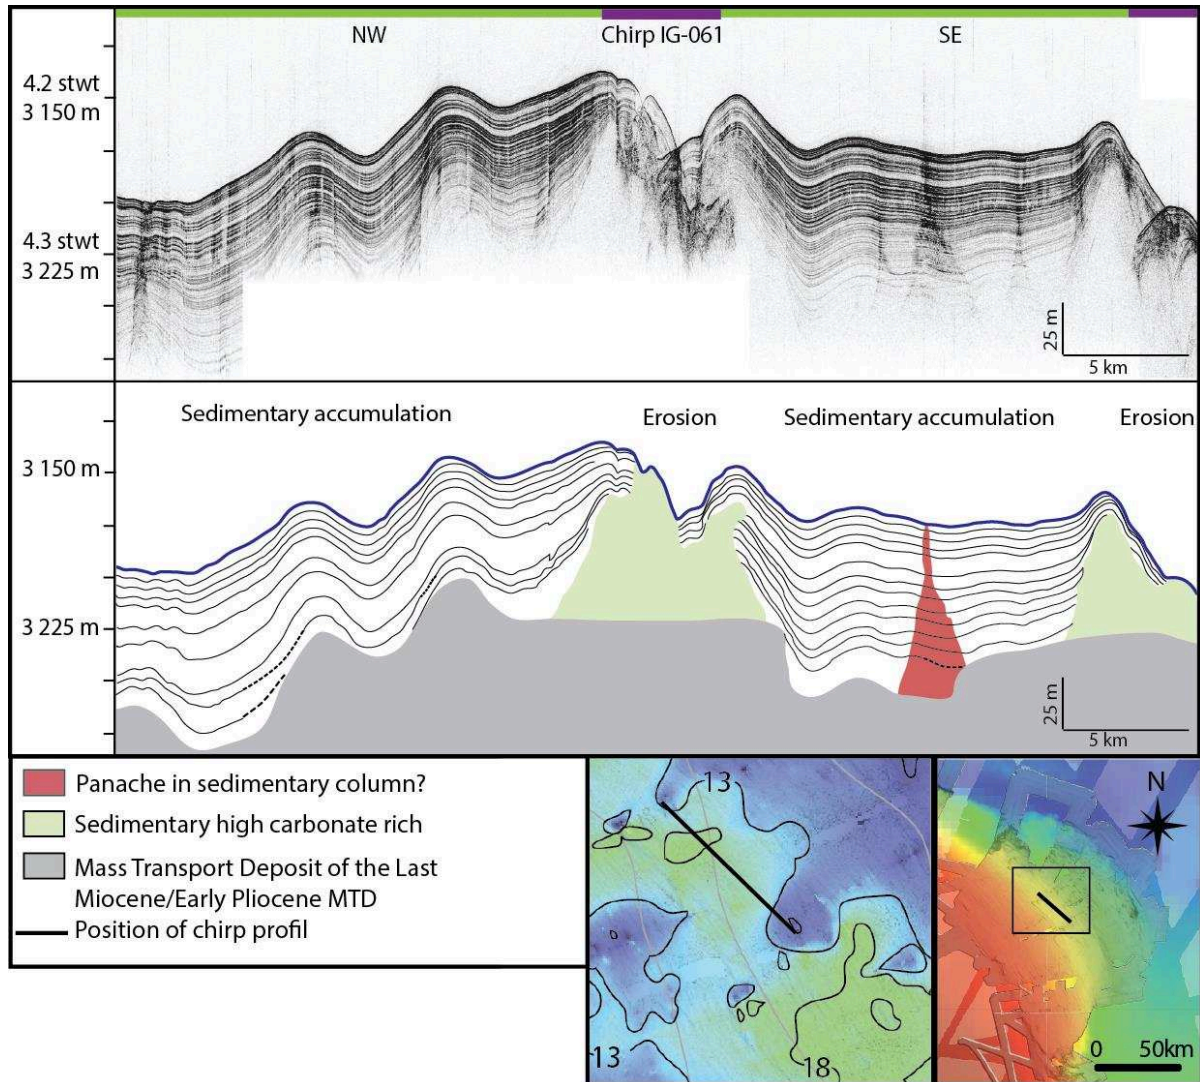 NW Chirp IG-061 SE
4.2 stwt
3 150 m
4.3 stwt
3 225 m
25 m
5 km
Sedimentary accumulation Erosion Sedimentary accumulation Erosion
3 150 m
3 225 m
25 m
5 km
Panache in sedimentary column?
Sedimentary high carbonate rich
Mass Transport Deposit of the Last
Miocene/Early Pliocene MTD
Position of chirp profil
13
13
18
N
0 50km